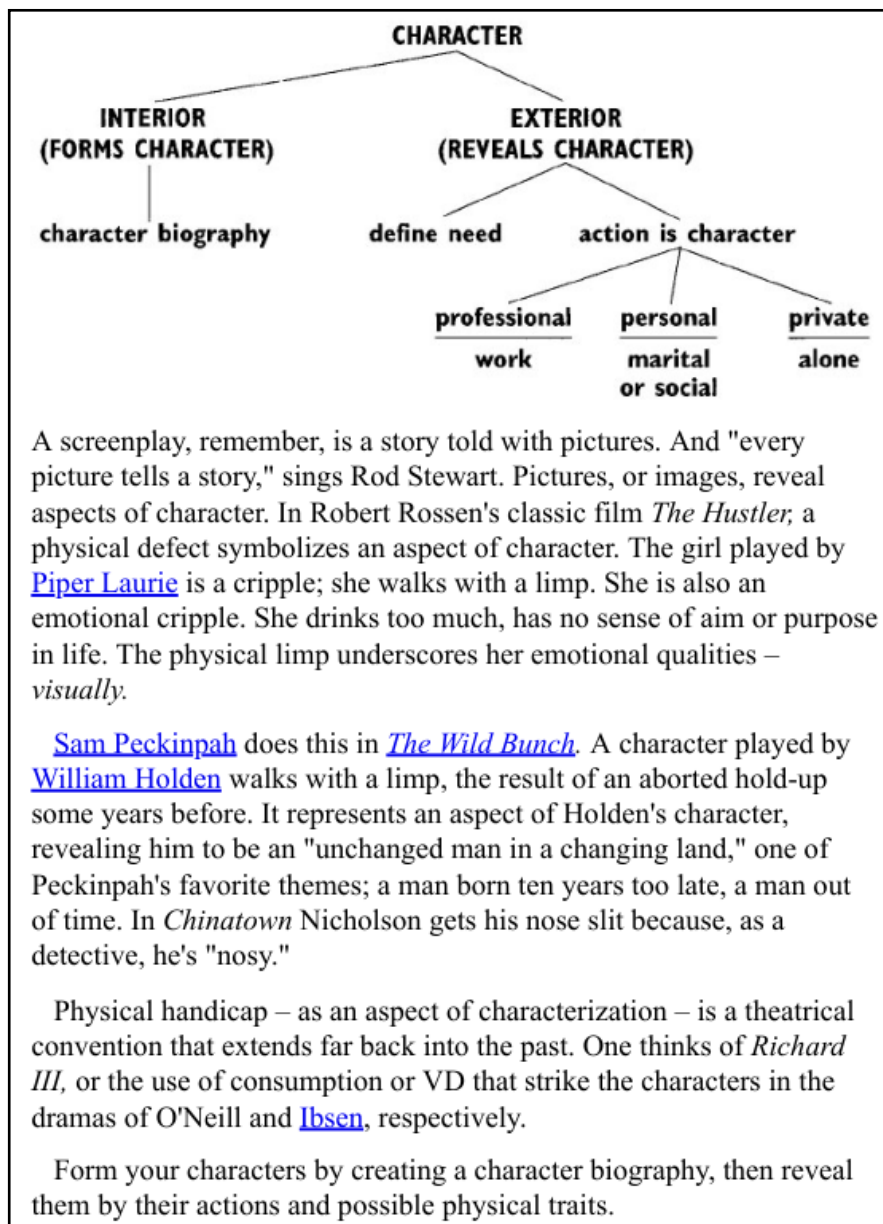 CHARACTER
INTERIOR EXTERIOR
(FORMS CHARACTER) (REVEALS CHARACTER)
character biography define need action is character
professional personal private
work marital alone
or social
A screenplay, remember, is a story told with pictures. And "every
picture tells a story," sings Rod Stewart. Pictures, or images, reveal
aspects of character. In Robert Rossen's classic film The Hustler, a
physical defect symbolizes an aspect of character. The girl played by
Piper Laurie is a cripple; she walks with a limp. She is also an
emotional cripple. She drinks too much, has no sense of aim or purpose
in life. The physical limp underscores her emotional qualities –
visually.
Sam Peckinpah does this in The Wild Bunch. A character played by
William Holden walks with a limp, the result of an aborted hold-up
some years before. It represents an aspect of Holden's character,
revealing him to be an "unchanged man in a changing land," one of
Peckinpah's favorite themes; a man born ten years too late, a man out
of time. In Chinatown Nicholson gets his nose slit because, as a
detective, he's "nosy."
Physical handicap – as an aspect of characterization – is a theatrical
convention that extends far back into the past. One thinks of Richard
III, or the use of consumption or VD that strike the characters in the
dramas of O'Neill and Ibsen, respectively.
Form your characters by creating a character biography, then reveal
them by their actions and possible physical traits.